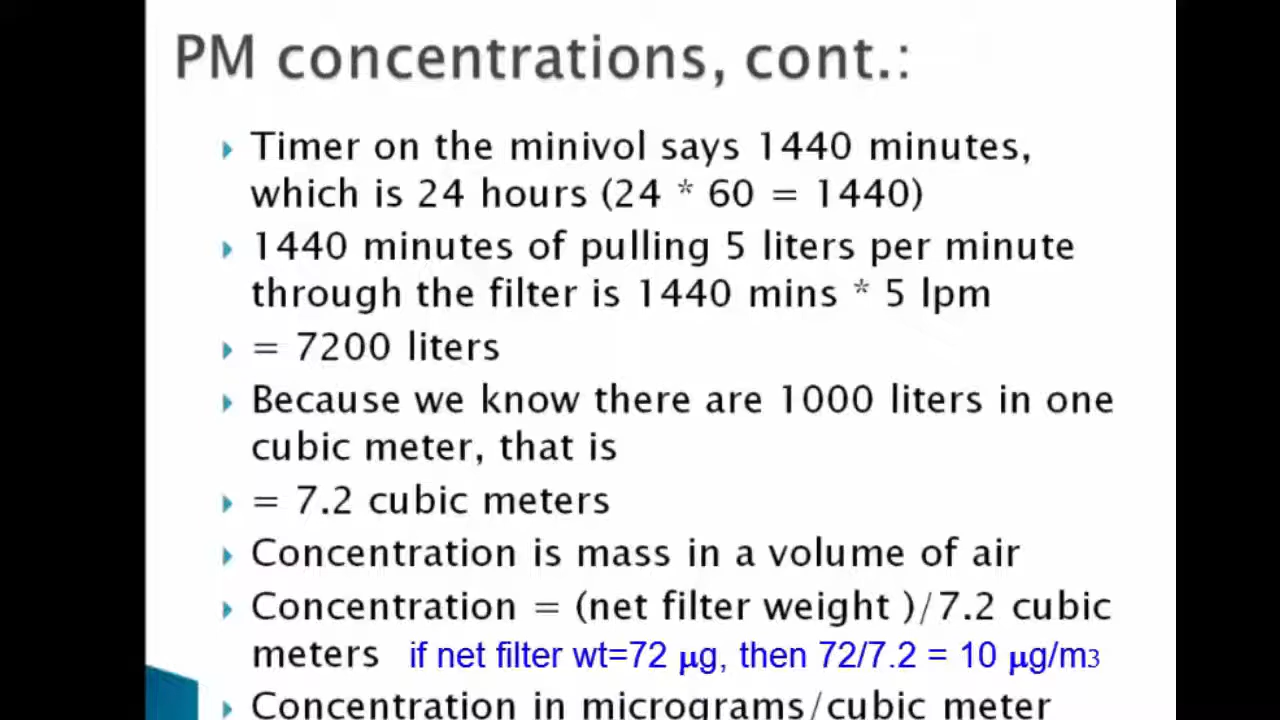 PM concentrations, cont.:
Timer on the minivol says 1440 minutes,
which is 24 hours (24 * 60 = 1440)
1440 minutes of pulling 5 liters per minute
through the filter is 1440 mins * 5 lpm
= 7200 liters
Because we know there are 1000 liters in one
cubic meter, that is
= 7.2 cubic meters
Concentration is mass in a volume of air
Concentration = (net filter weight )/7.2 cubic
meters if net filter wt=72 μg, then 72/7.2 = 10 μg/m3
Concentration in micrograms/cubic meter